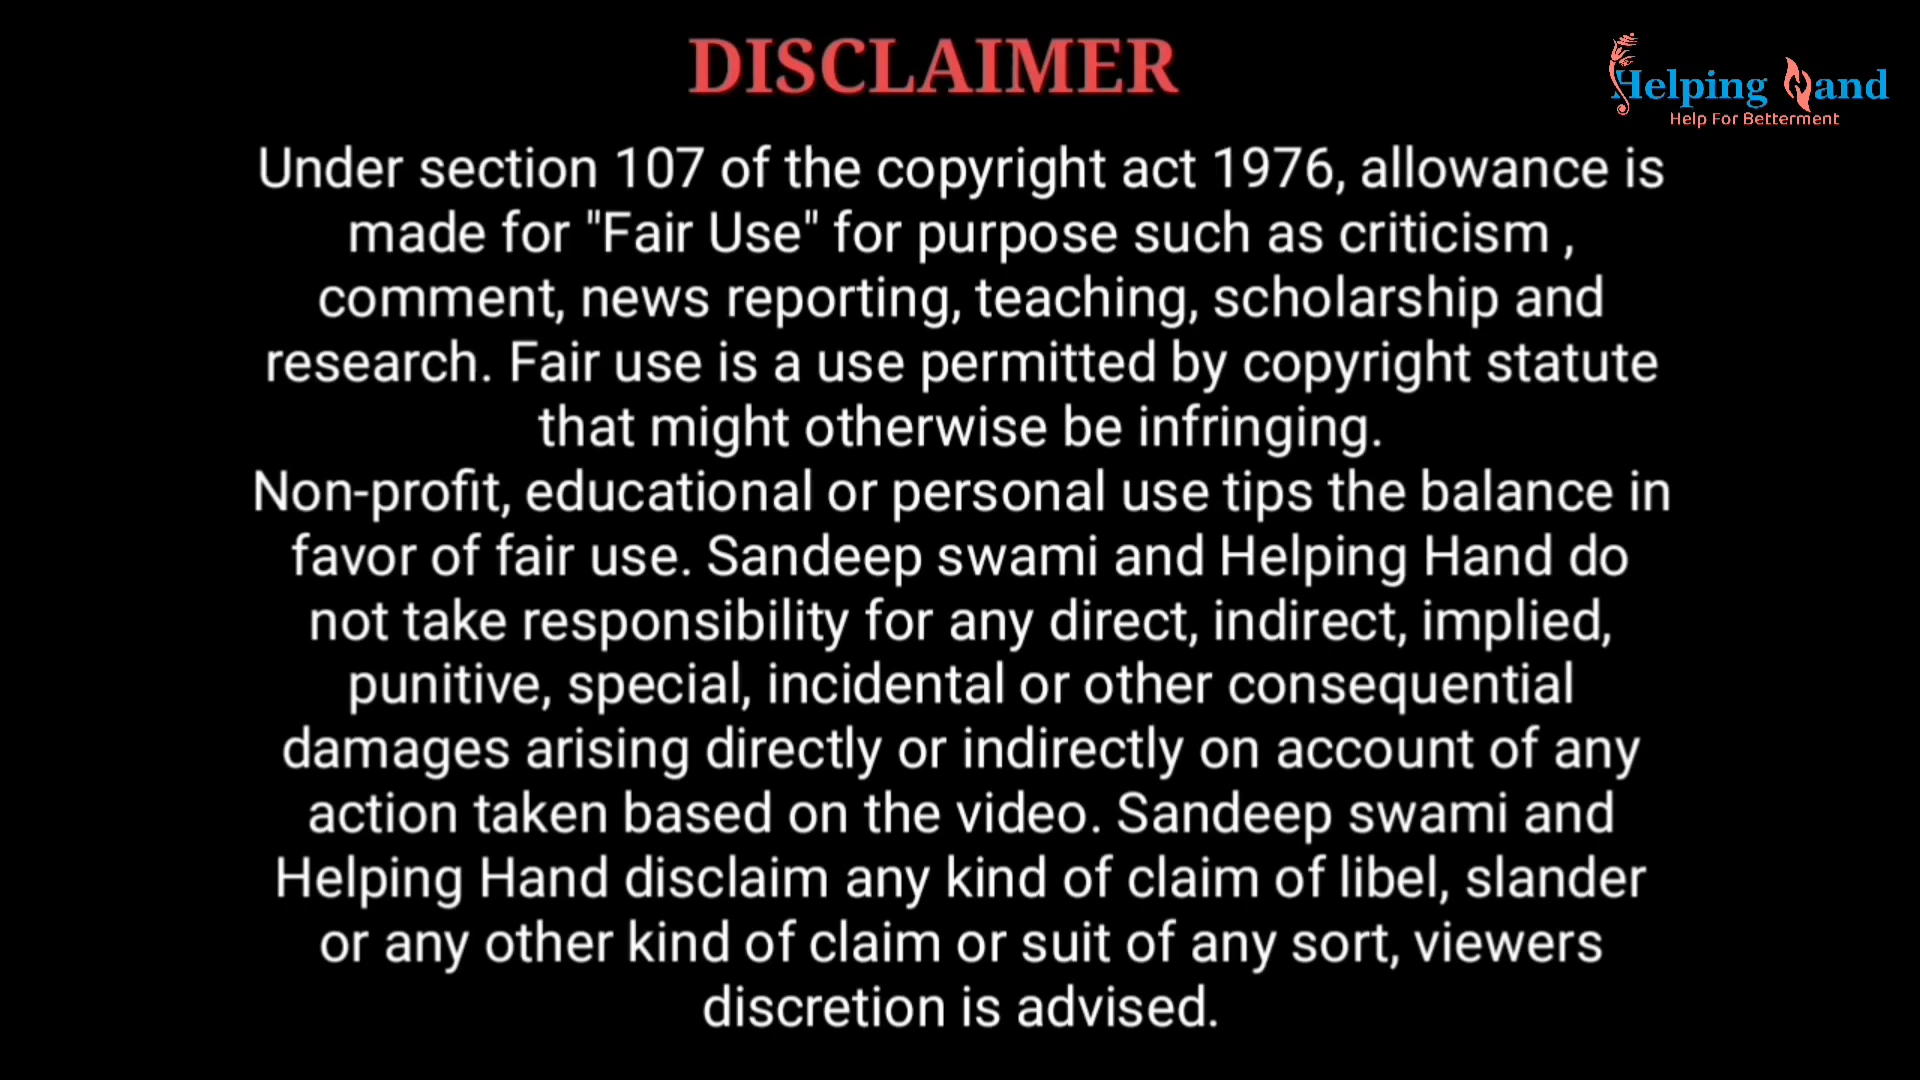 DISCLAIMER
Helping Hand
Help For Betterment
Under section 107 of the copyright act 1976, allowance is
made for "Fair Use" for purpose such as criticism ,
comment, news reporting, teaching, scholarship and
research. Fair use is a use permitted by copyright statute
that might otherwise be infringing.
Non-profit, educational or personal use tips the balance in
favor of fair use. Sandeep swami and Helping Hand do
not take responsibility for any direct, indirect, implied,
punitive, special, incidental or other consequential
damages arising directly or indirectly on account of any
action taken based on the video. Sandeep swami and
Helping Hand disclaim any kind of claim of libel, slander
or any other kind of claim or suit of any sort, viewers
discretion is advised.